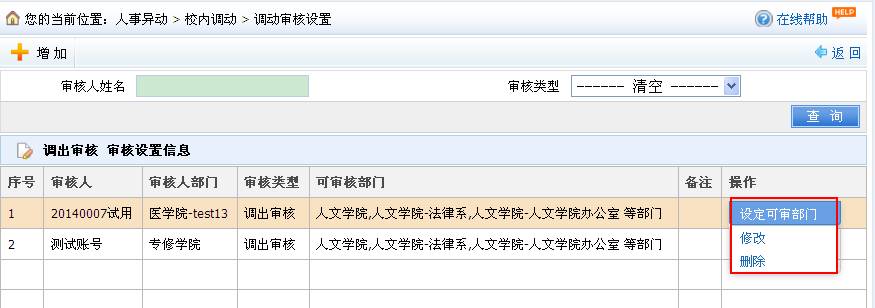 您的当前位置：人事异动 > 校内调动 > 调动审核设置 在线帮助 HELP
增 加 返 回
审核人姓名 审核类型 ------ 清空 ------
查 询
调出审核 审核设置信息
序号 审核人 审核人部门 审核类型 可审核部门 备注 操作
1 20140007试用 医学院-test13 调出审核 人文学院,人文学院-法律系,人文学院-人文学院办公室 等部门 设定可审部门
2 测试账号 专修学院 调出审核 人文学院,人文学院-法律系,人文学院-人文学院办公室 等部门 修改
删除